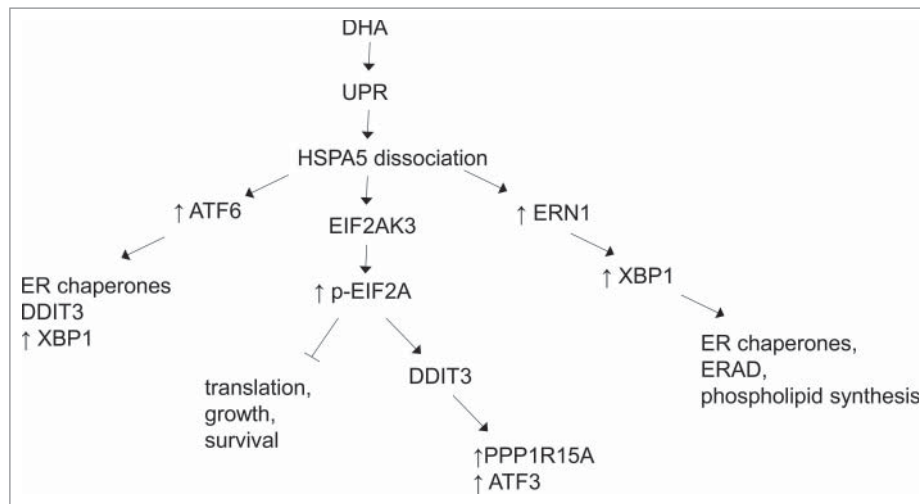 DHA
UPR
HSPA5 dissociation
↑ ATF6
EIF2AK3
↑ ERN1
ER chaperones
DDIT3
↑ XBP1
↑ p-EIF2A
↑ XBP1
translation,
growth,
survival
DDIT3
ER chaperones,
ERAD,
phospholipid synthesis
↑PPP1R15A
↑ ATF3